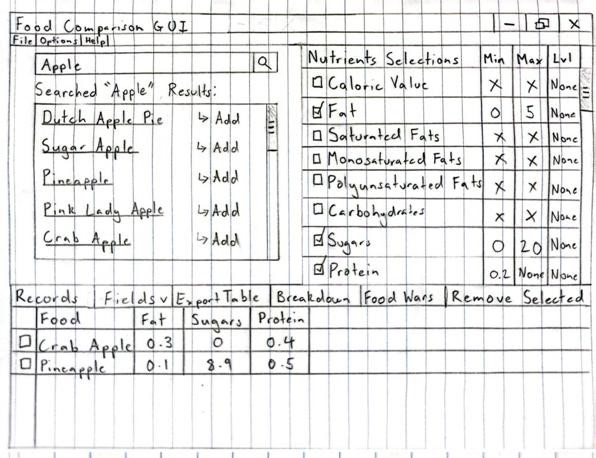 Food Comparison GUI
File Options Help
Apple
Searched "Apple" Results:
Dutch Apple Pie ↳ Add
Sugar Apple ↳ Add
Pineapple ↳ Add
Pink Lady Apple ↳ Add
Crab Apple ↳ Add
Nutrients Selections Min Max Lvl
Caloric Value X X None
Fat 0 5 None
Saturated Fats X X None
Monosaturated Fats X X None
Polyunsaturated Fats X X None
Carbohydrates X X None
Sugars 0 20 None
Protein 0.2 None None
Records Fields v Export Table Breakdown Food Wars Remove Selected
Food Fat Sugars Protein
Crab Apple 0.3 0 0.4
Pineapple 0.1 8.9 0.5